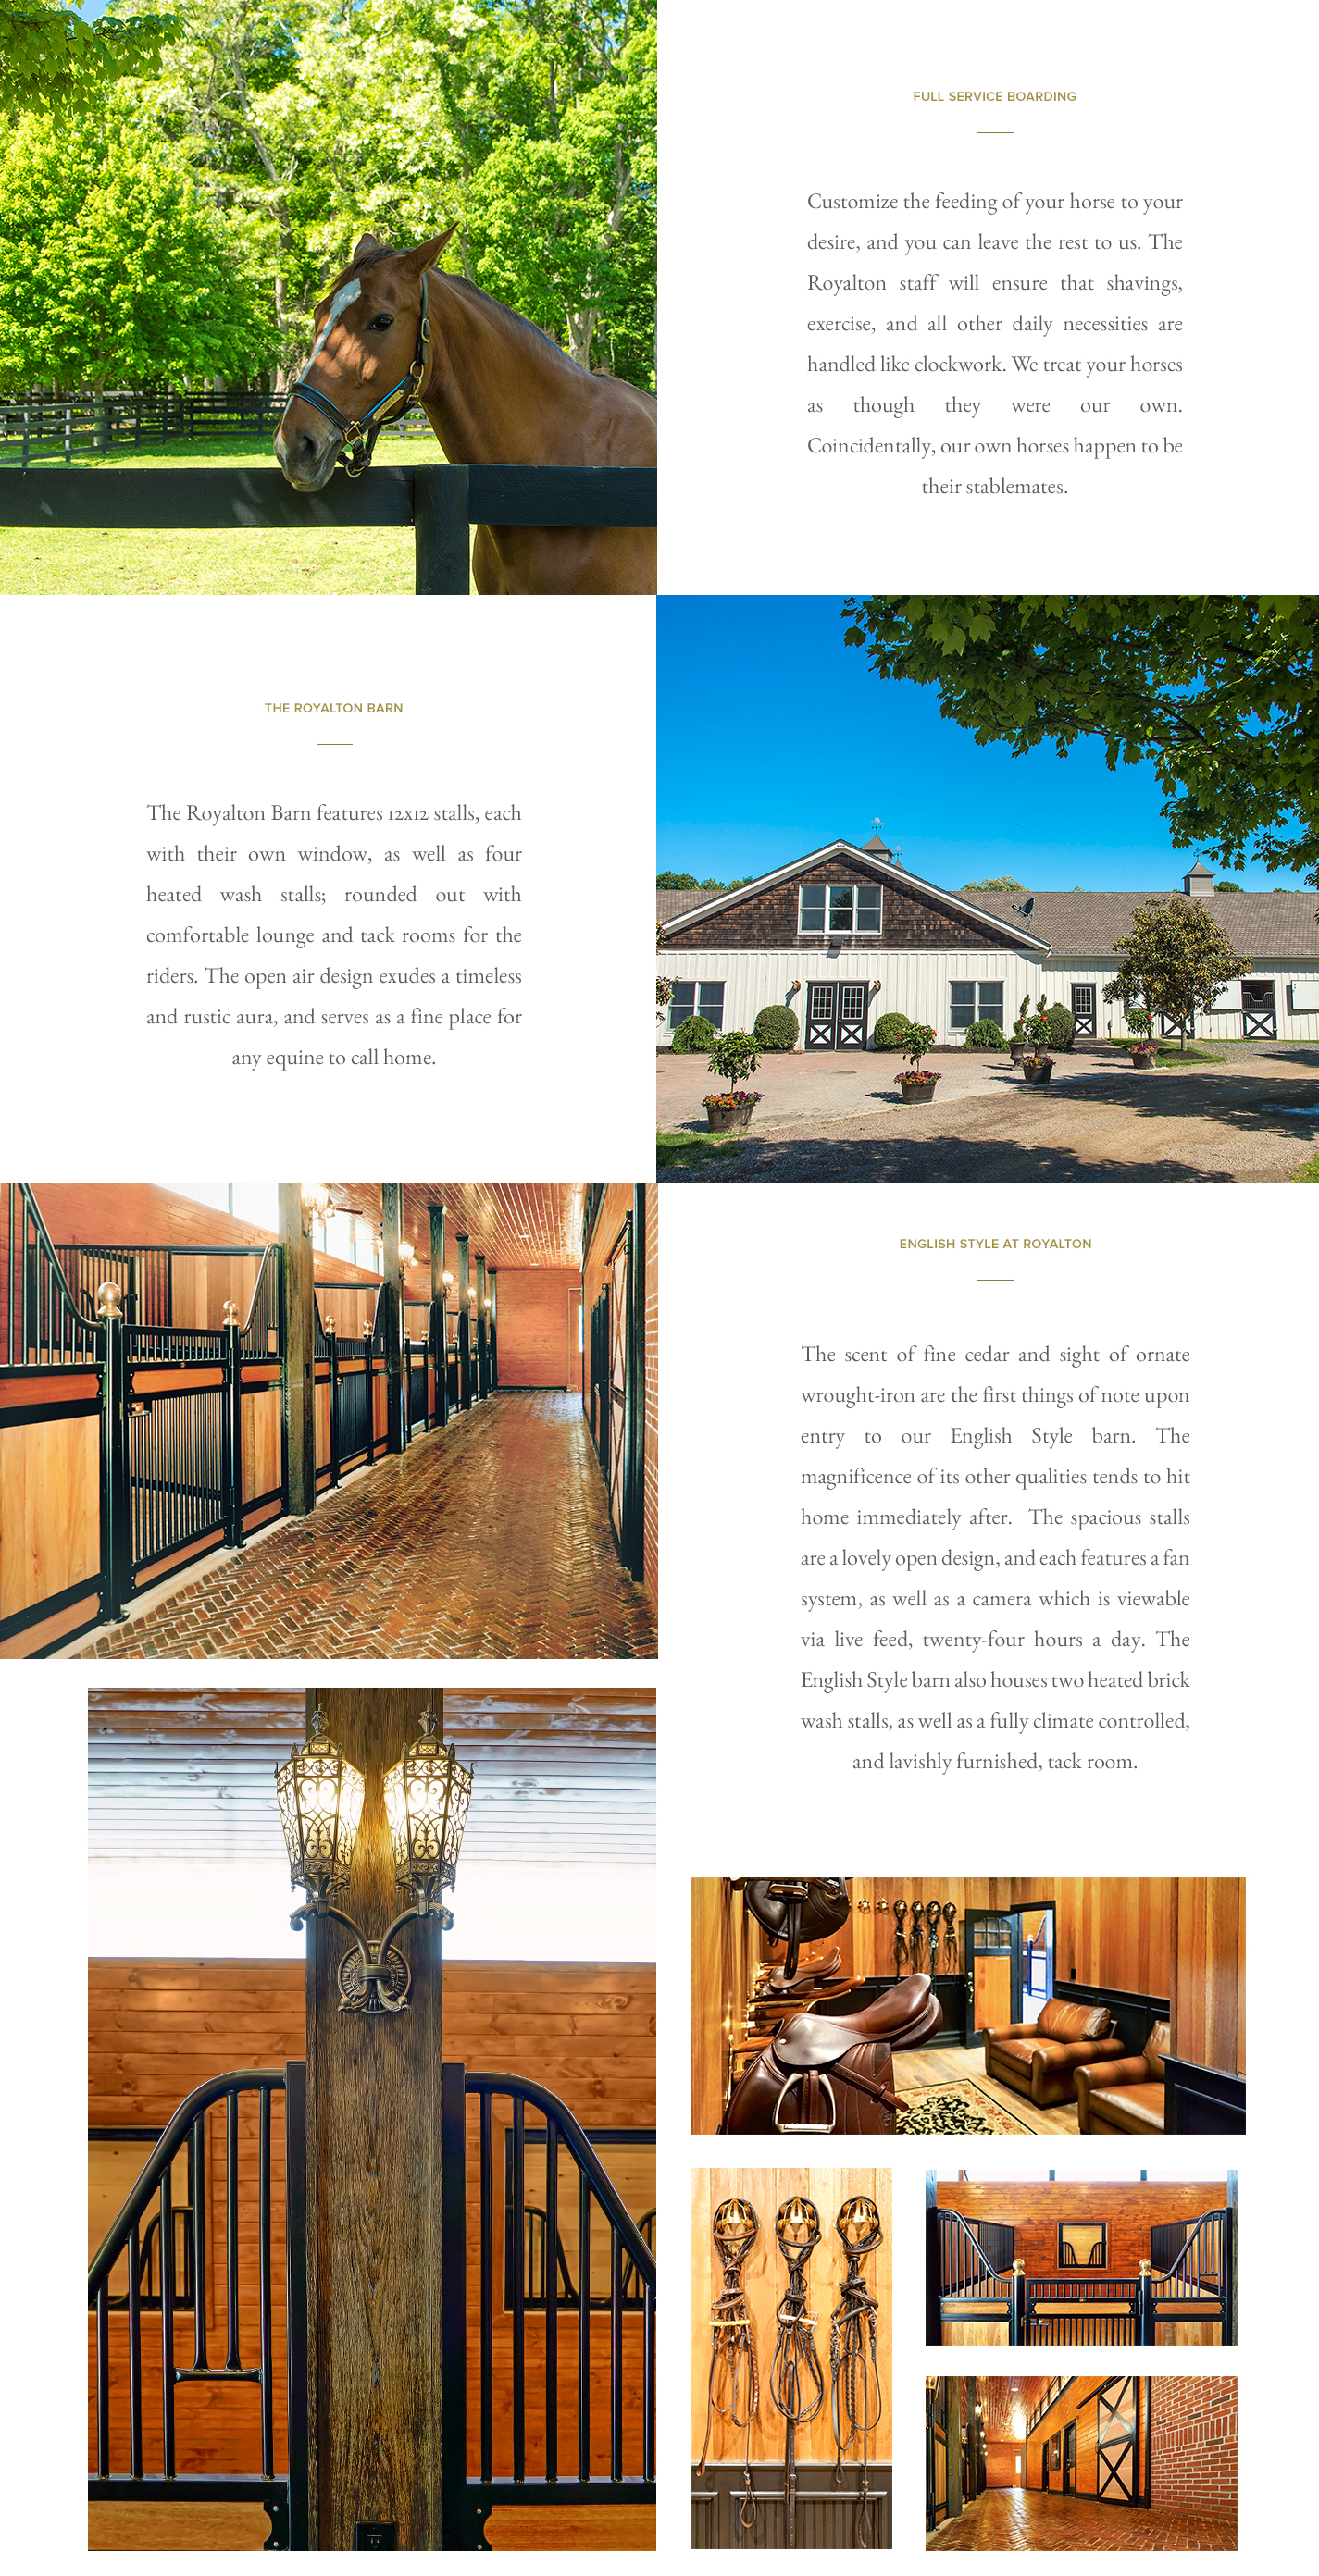 FULL SERVICE BOARDING
Customize the feeding of your horse to your
desire, and you can leave the rest to us. The
Royalton staff will ensure that shavings,
exercise, and all other daily necessities are
handled like clockwork. We treat your horses
as though they were our own.
Coincidentally, our own horses happen to be
their stablemates.
THE ROYALTON BARN
The Royalton Barn features 12x12 stalls, each
with their own window, as well as four
heated wash stalls; rounded out with
comfortable lounge and tack rooms for the
riders. The open air design exudes a timeless
and rustic aura, and serves as a fine place for
any equine to call home.
ENGLISH STYLE AT ROYALTON
The scent of fine cedar and sight of ornate
wrought-iron are the first things of note upon
entry to our English Style barn. The
magnificence of its other qualities tends to hit
home immediately after. The spacious stalls
are a lovely open design, and each features a fan
system, as well as a camera which is viewable
via live feed, twenty-four hours a day. The
English Style barn also houses two heated brick
wash stalls, as well as a fully climate controlled,
and lavishly furnished, tack room.